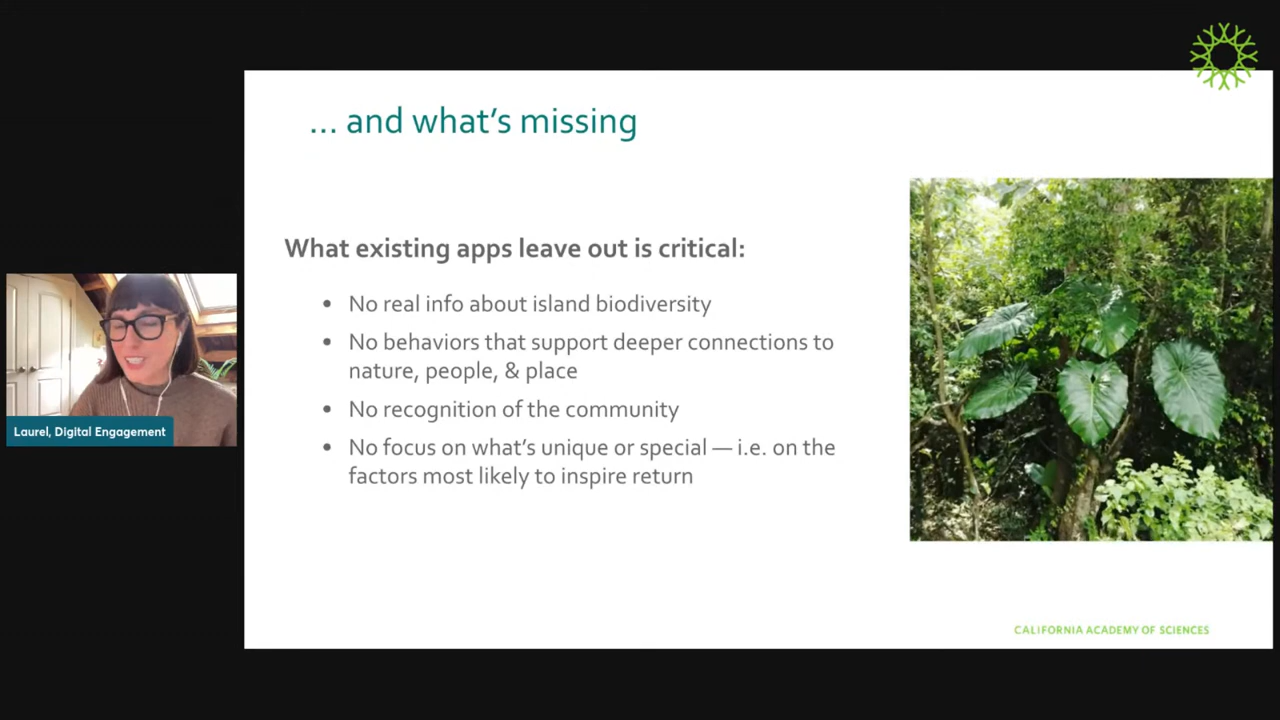 ... and what's missing
What existing apps leave out is critical:
• No real info about island biodiversity
• No behaviors that support deeper connections to
nature, people, & place
• No recognition of the community
• No focus on what's unique or special — i.e. on the
factors most likely to inspire return
Laurel, Digital Engagement
CALIFORNIA ACADEMY OF SCIENCES